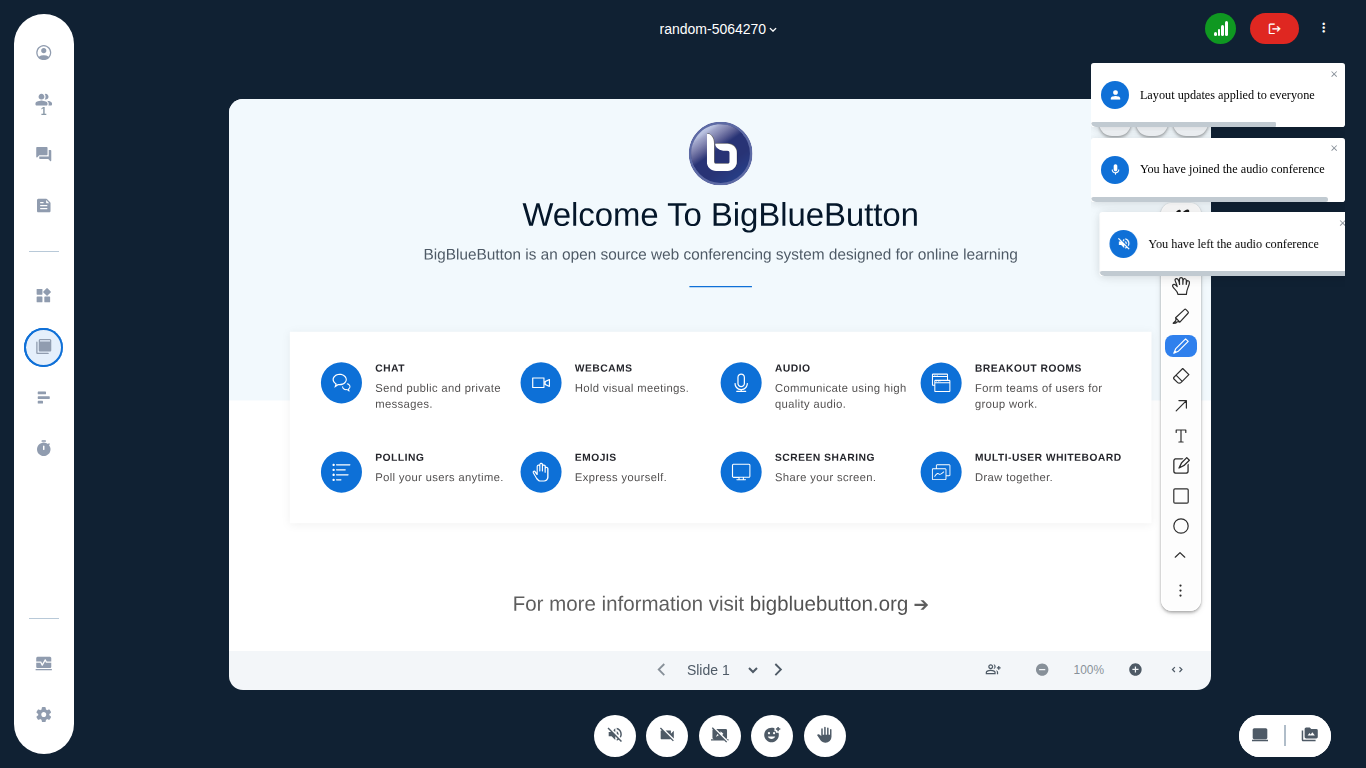 random-5064270
1
Layout updates applied to everyone
You have joined the audio conference
You have left the audio conference
Welcome To BigBlueButton
BigBlueButton is an open source web conferencing system designed for online learning
CHAT
Send public and private
messages.
WEBCAMS
Hold visual meetings.
AUDIO
Communicate using high
quality audio.
BREAKOUT ROOMS
Form teams of users for
group work.
POLLING
Poll your users anytime.
EMOJIS
Express yourself.
SCREEN SHARING
Share your screen.
MULTI-USER WHITEBOARD
Draw together.
For more information visit bigbluebutton.org ➔
Slide 1
100%